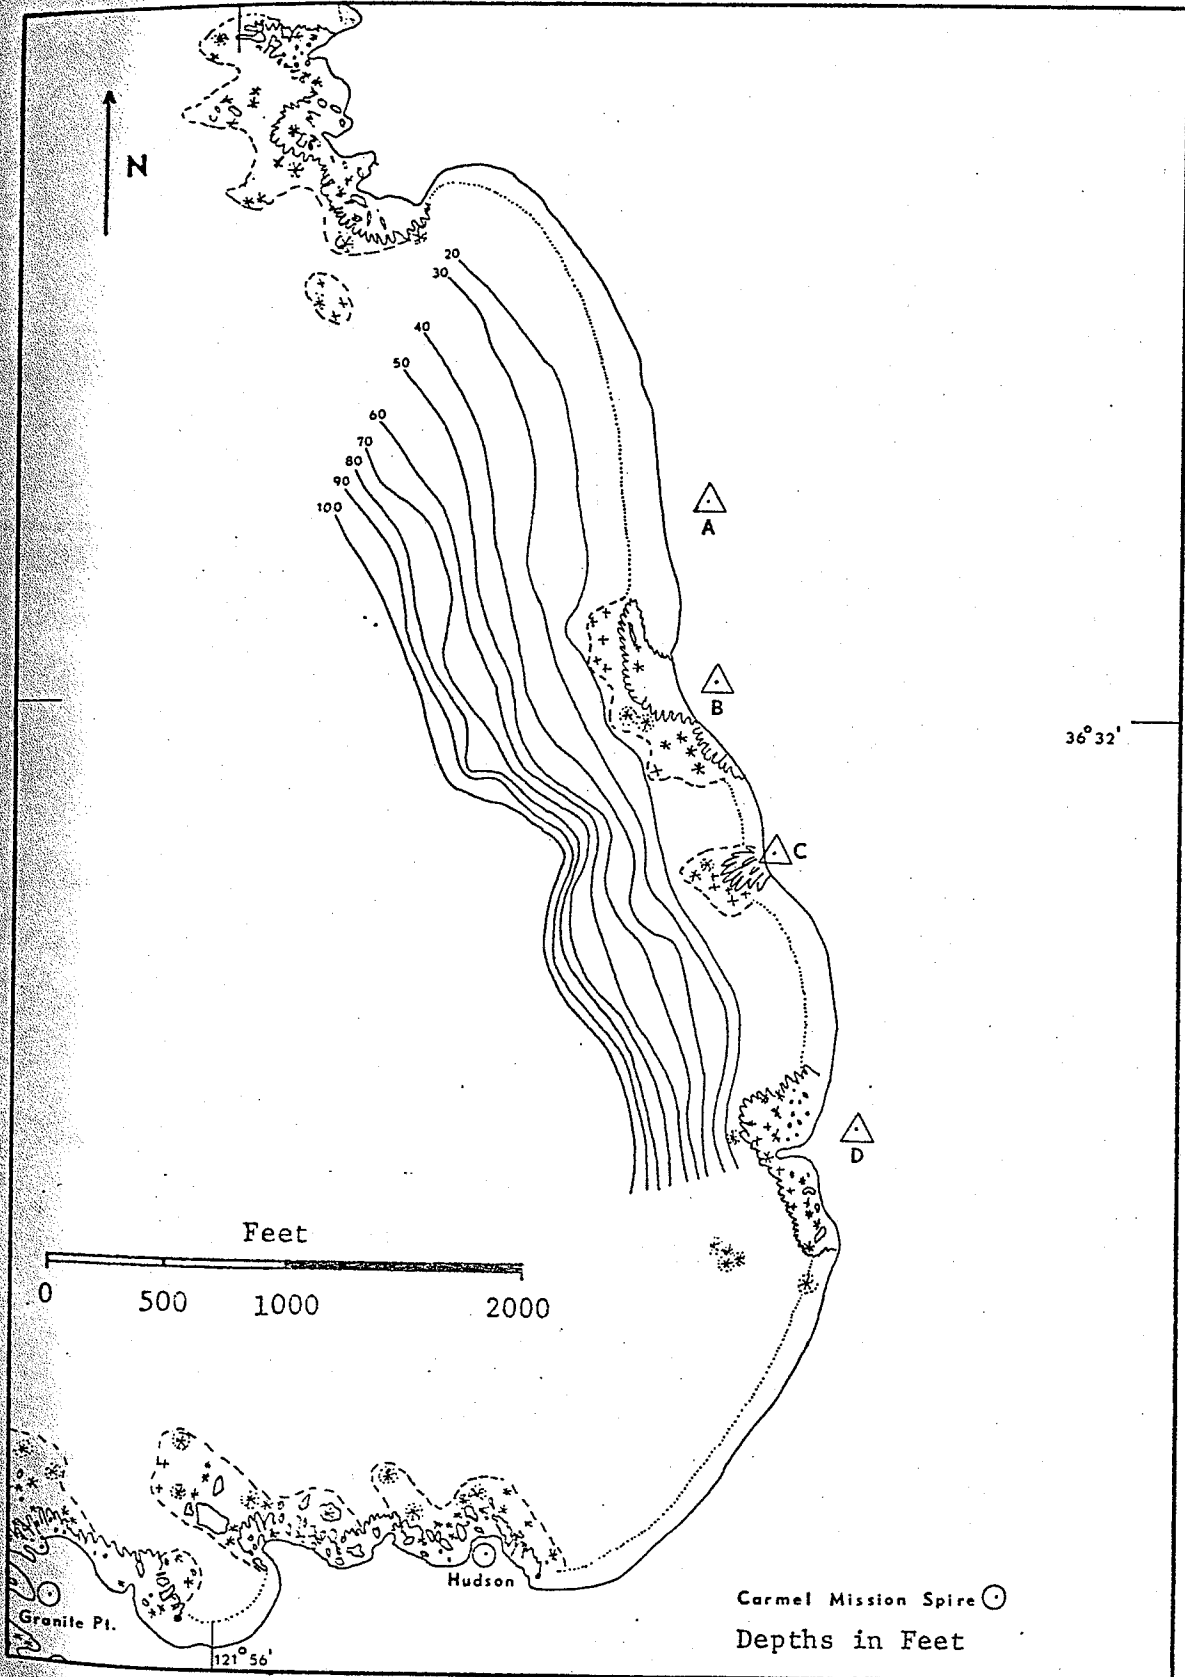 N
20
30
40
50
60
70
80
90
100
A
B
36°32'
C
D
Feet
0 500 1000 2000
Hudson
Granite Pt.
Carmel Mission Spire
Depths in Feet
121°56'